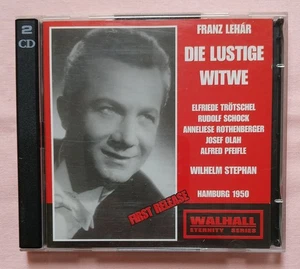 2
CD
FRANZ LEHÁR
DIE LUSTIGE
WITWE
ELFRIEDE TRÖTSCHEL
RUDOLF SCHOCK
ANNELIESE ROTHENBERGER
JOSEF OLAH
ALFRED PFEIFLE
WILHELM STEPHAN
HAMBURG 1950
FIRST RELEASE
WALHALL
ETERNITY SERIES